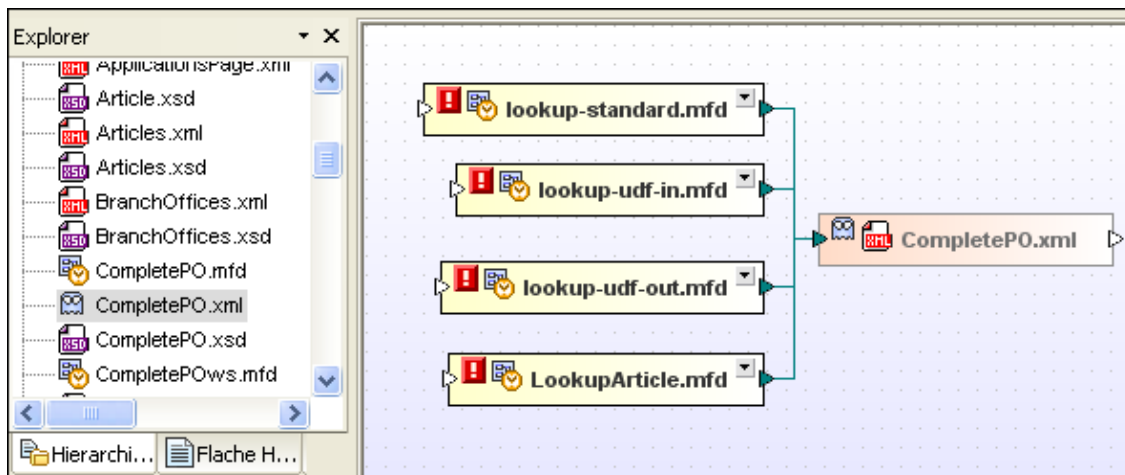 Explorer
ApplicationsPage.xml
Article.xsd
Articles.xml
Articles.xsd
BranchOffices.xml
BranchOffices.xsd
CompletePO.mfd
CompletePO.xml
CompletePO.xsd
CompletePOws.mfd
Hierarchi...
Flache H...
lookup-standard.mfd
lookup-udf-in.mfd
CompletePO.xml
lookup-udf-out.mfd
LookupArticle.mfd